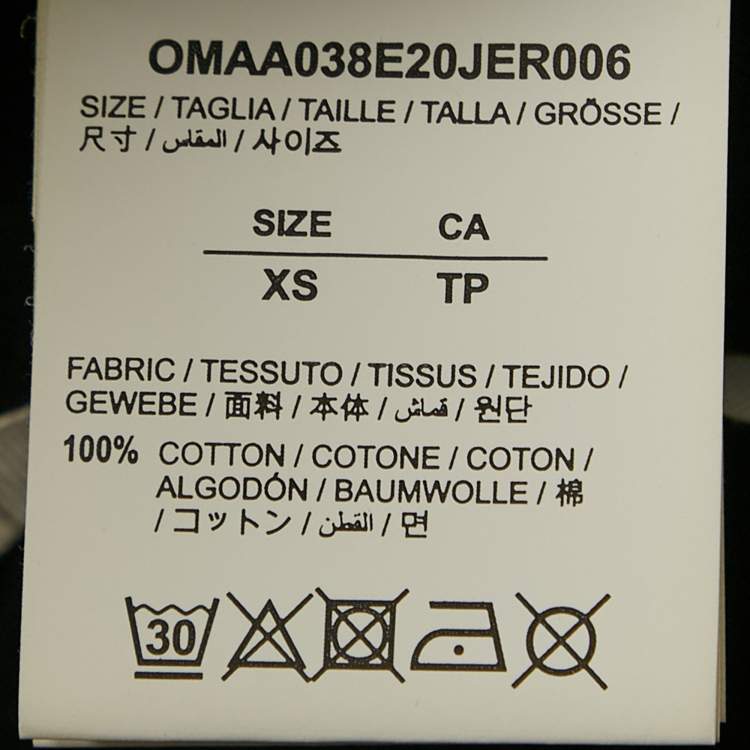 OMAA038E20JER006
SIZE / TAGLIA / TAILLE / TALLA / GRÖSSE /
尺寸 / المقاس / 사이즈
SIZE CA
XS TP
FABRIC / TESSUTO / TISSUS / TEJIDO /
GEWEBE / 面料 / 本体 / قماش / 원단
100% COTTON / COTONE / COTON /
ALGODÓN / BAUMWOLLE / 棉
/ コットン / القطن / 면
30